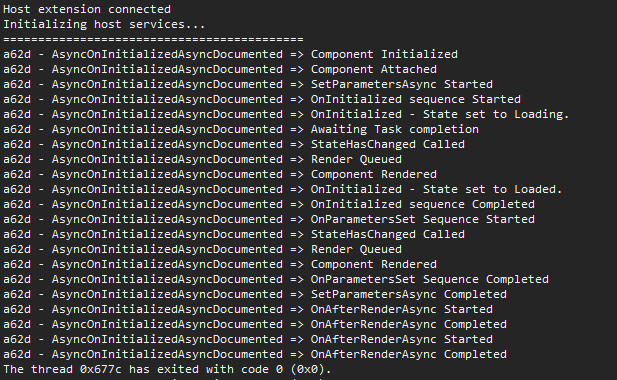 Host extension connected
Initializing host services...
===========================================
a62d - AsyncOnInitializedAsyncDocumented => Component Initialized
a62d - AsyncOnInitializedAsyncDocumented => Component Attached
a62d - AsyncOnInitializedAsyncDocumented => SetParametersAsync Started
a62d - AsyncOnInitializedAsyncDocumented => OnInitialized sequence Started
a62d - AsyncOnInitializedAsyncDocumented => OnInitialized - State set to Loading.
a62d - AsyncOnInitializedAsyncDocumented => Awaiting Task completion
a62d - AsyncOnInitializedAsyncDocumented => StateHasChanged Called
a62d - AsyncOnInitializedAsyncDocumented => Render Queued
a62d - AsyncOnInitializedAsyncDocumented => Component Rendered
a62d - AsyncOnInitializedAsyncDocumented => OnInitialized - State set to Loaded.
a62d - AsyncOnInitializedAsyncDocumented => OnInitialized sequence Completed
a62d - AsyncOnInitializedAsyncDocumented => OnParametersSet Sequence Started
a62d - AsyncOnInitializedAsyncDocumented => StateHasChanged Called
a62d - AsyncOnInitializedAsyncDocumented => Render Queued
a62d - AsyncOnInitializedAsyncDocumented => Component Rendered
a62d - AsyncOnInitializedAsyncDocumented => OnParametersSet Sequence Completed
a62d - AsyncOnInitializedAsyncDocumented => SetParametersAsync Completed
a62d - AsyncOnInitializedAsyncDocumented => OnAfterRenderAsync Started
a62d - AsyncOnInitializedAsyncDocumented => OnAfterRenderAsync Completed
a62d - AsyncOnInitializedAsyncDocumented => OnAfterRenderAsync Started
a62d - AsyncOnInitializedAsyncDocumented => OnAfterRenderAsync Completed
The thread 0x677c has exited with code 0 (0x0).